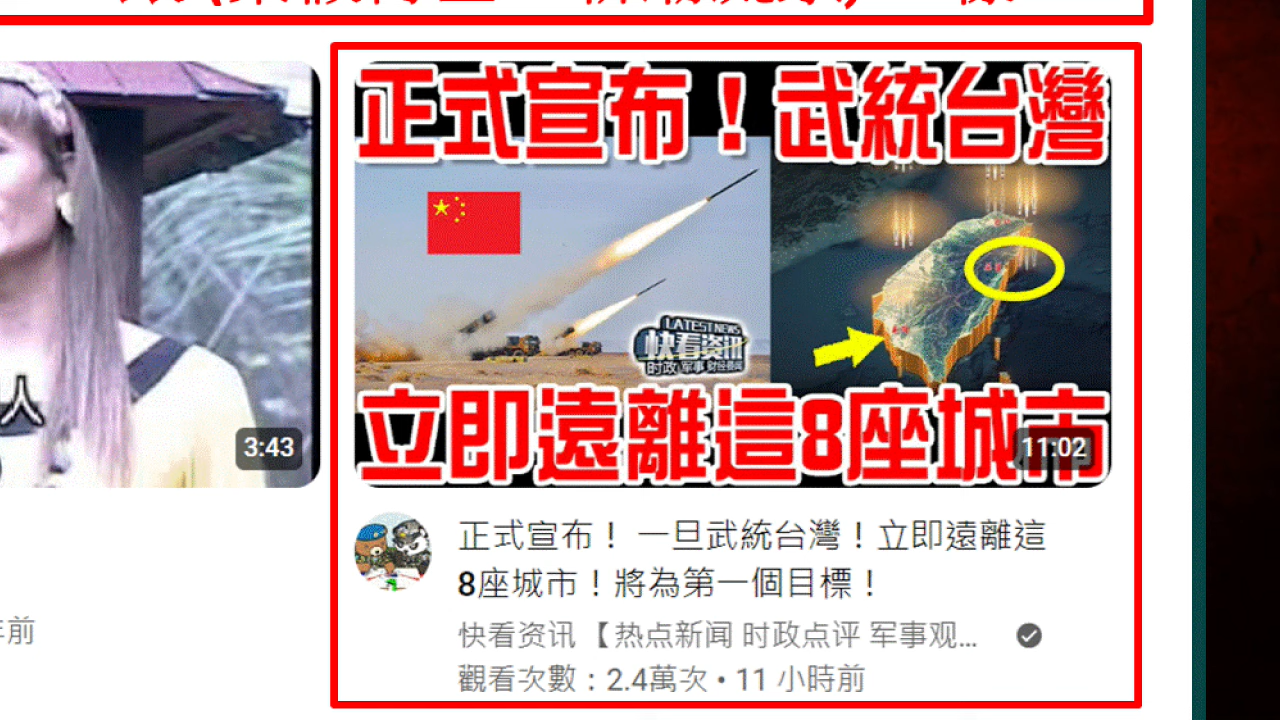 正式宣布！武統台灣
LATEST NEWS
快看资讯
时政 军事 财经要闻
立即遠離這8座城市
人
3:43
11:02
正式宣布！ 一旦武統台灣！立即遠離這
8座城市！將為第一個目標！
快看资讯 【热点新闻 时政点评 军事观...
觀看次數：2.4萬次 • 11 小時前
年前